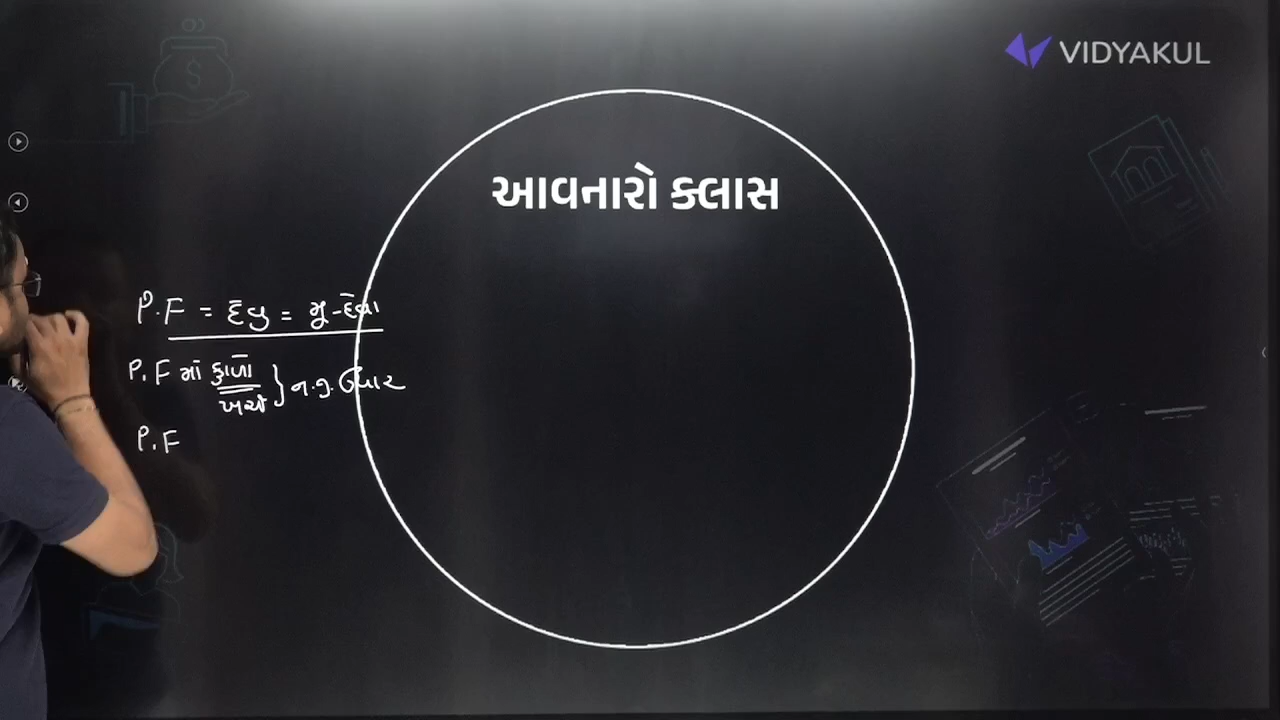 VIDYAKUL
આવનારો ક્લાસ
P.F = દેવુ = મૂ-દેવા
P.F માં ફાળો
ખર્ચ } ન.નુ. ઉધાર
P.F